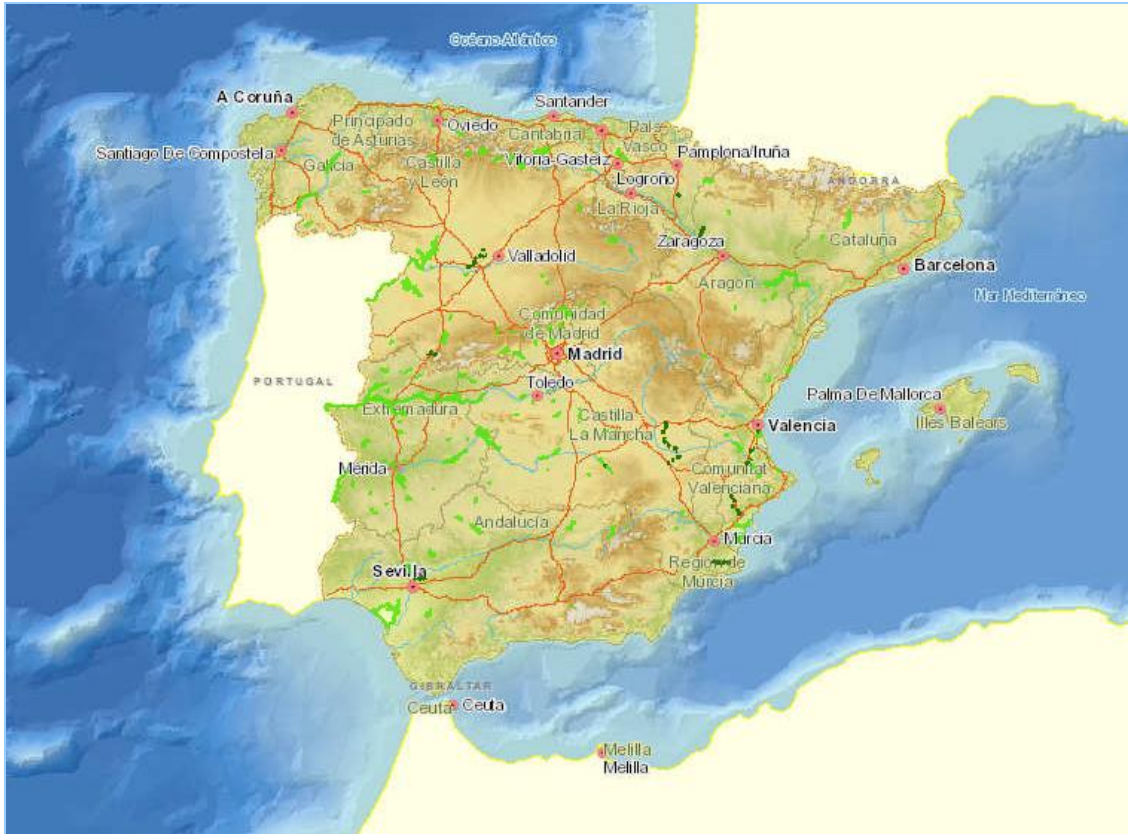 Océano Atlántico
A Coruña
Santander
Principado
de Asturias
Oviedo
Cantabria
País
Vasco
Santiago De Compostela
Galicia
Castilla
y León
Vitoria-Gasteiz
Pamplona/Iruña
Logroño
La Rioja
ANDORRA
Cataluña
Valladolid
Zaragoza
Aragon
Barcelona
Mar Mediterráneo
Comunidad
de Madrid
Madrid
PORTUGAL
Toledo
Extremadura
Castilla
La Mancha
Palma De Mallorca
Illes Balears
Valencia
Mérida
Comunitat
Valenciana
Andalucía
Murcia
Región de
Murcia
Sevilla
GIBRALTAR
Ceuta
Ceuta
Melilla
Melilla